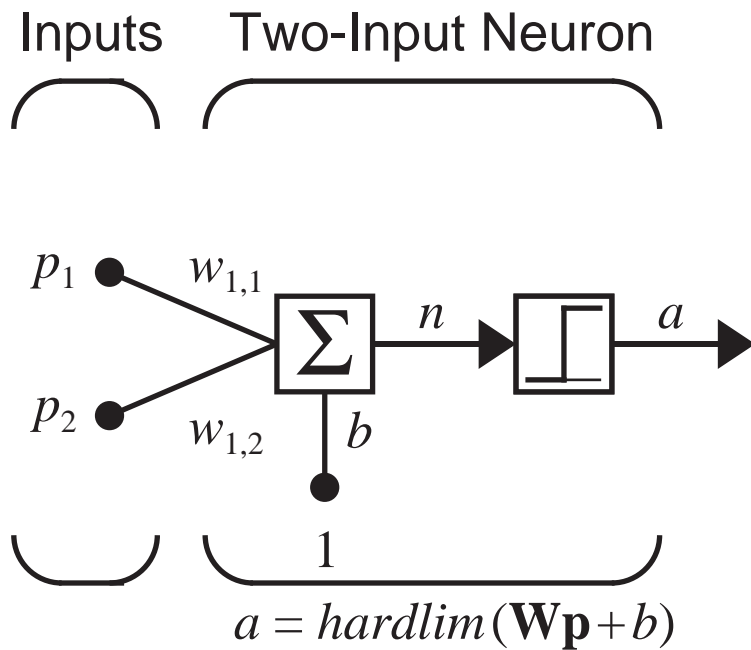 Inputs Two-Input Neuron
p1 w1,1 Σ n a
p2 w1,2 b
1
a = hardlim(Wp+b)